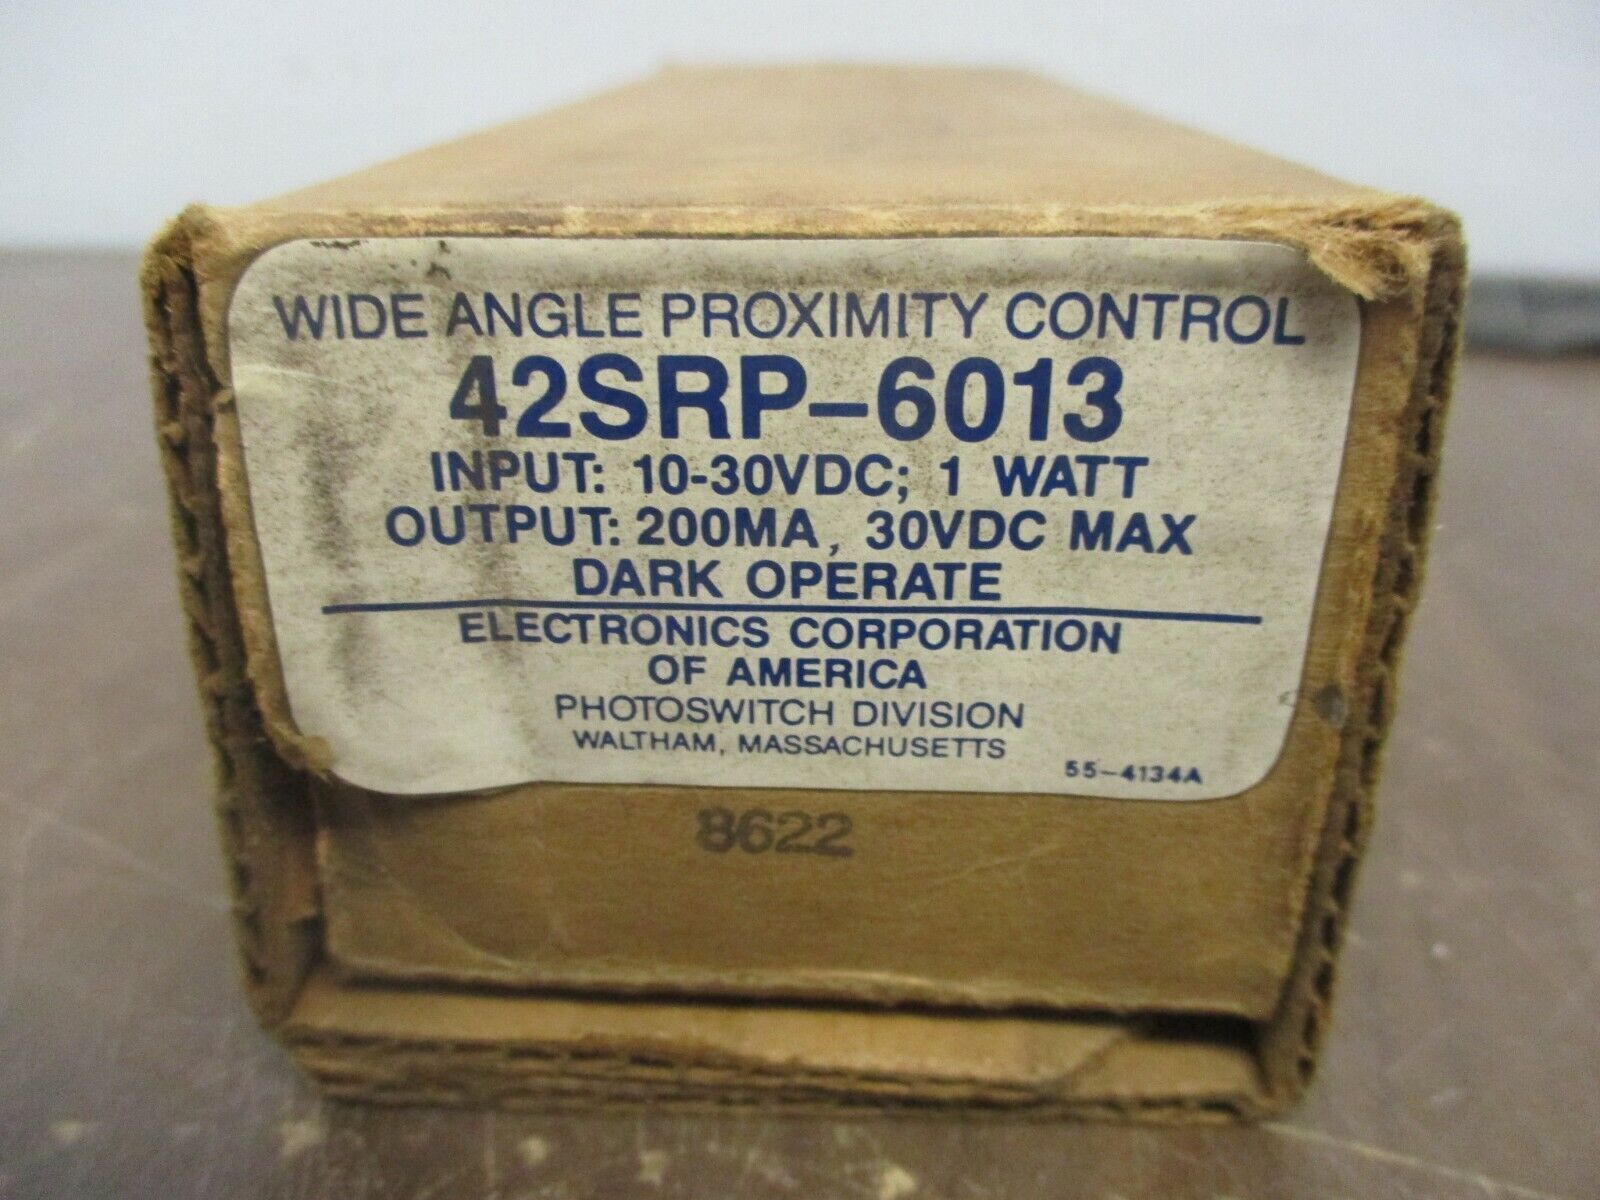 WIDE ANGLE PROXIMITY CONTROL
42SRP-6013
INPUT: 10-30VDC; 1 WATT
OUTPUT: 200MA, 30VDC MAX
DARK OPERATE
ELECTRONICS CORPORATION
OF AMERICA
PHOTOSWITCH DIVISION
WALTHAM, MASSACHUSETTS
55-4134A
8622